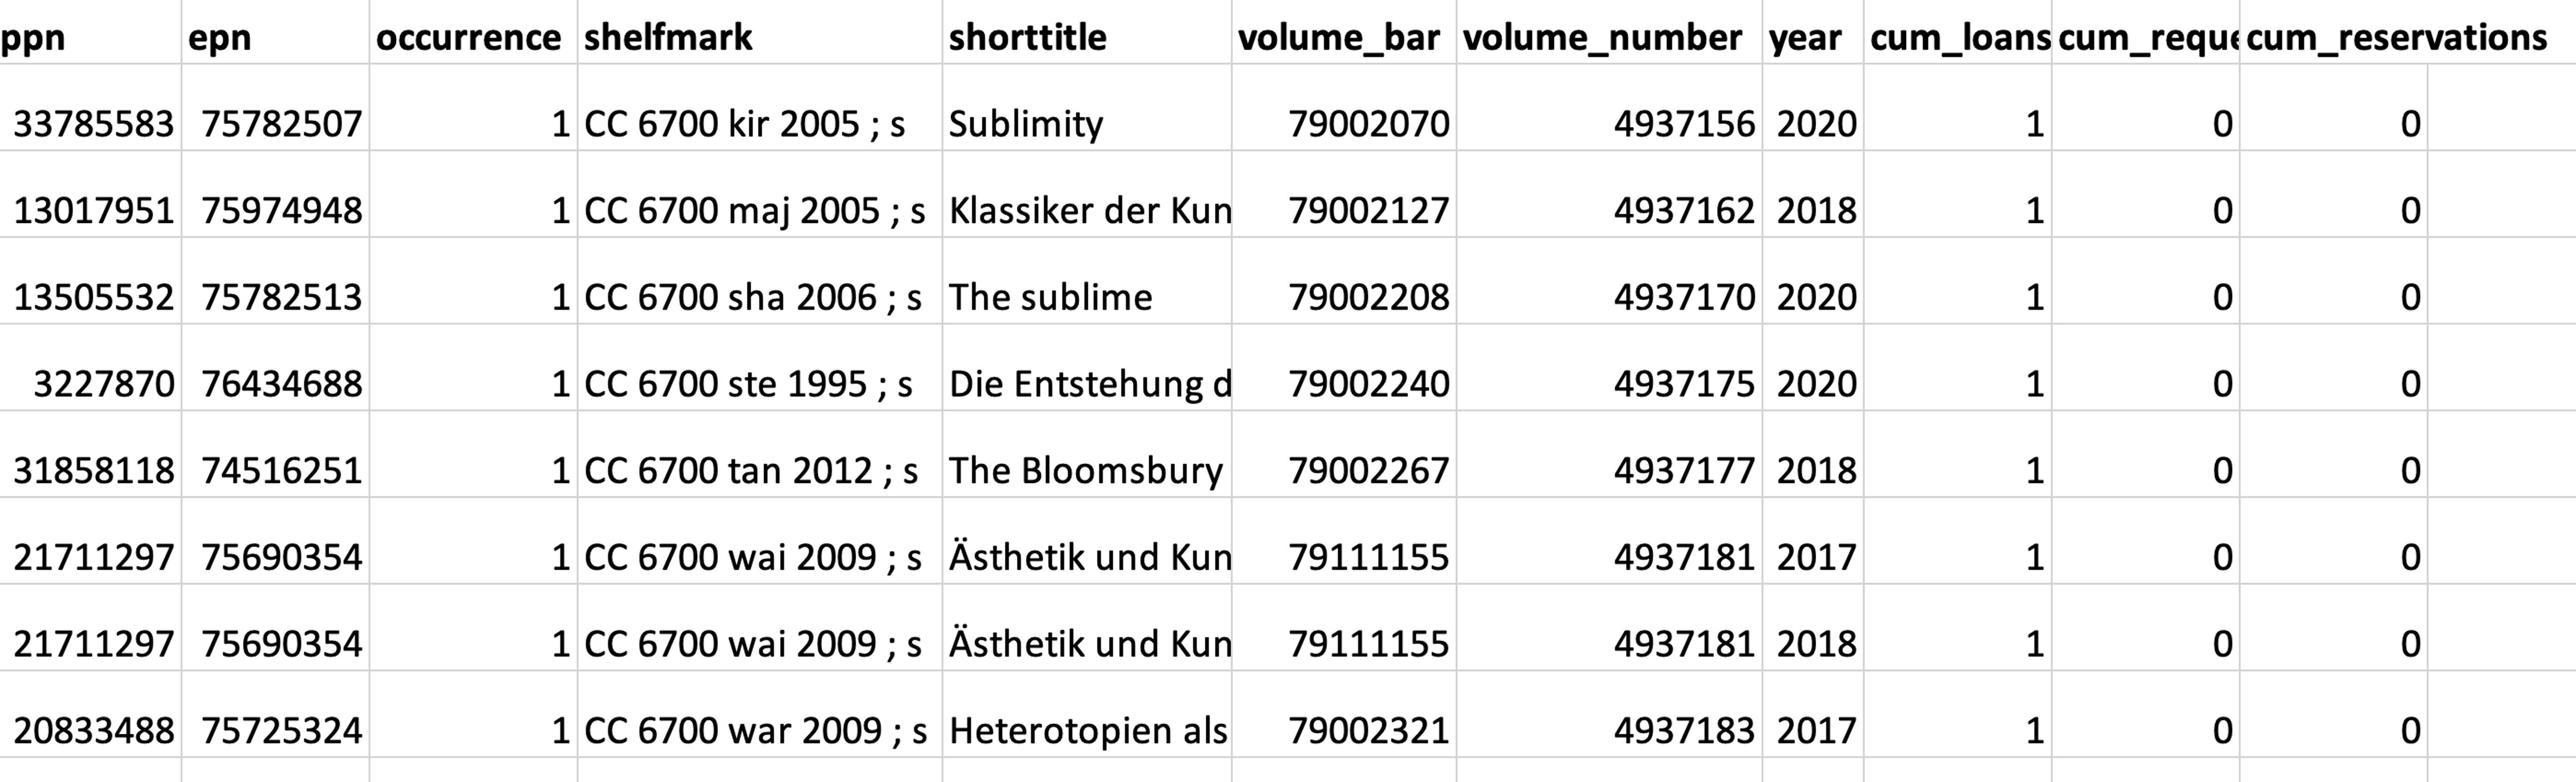 ppn epn occurrence shelfmark shorttitle volume_bar volume_number year cum_loans cum_reque cum_reservations
33785583 75782507 1 CC 6700 kir 2005 ; s Sublimity 79002070 4937156 2020 1 0 0
13017951 75974948 1 CC 6700 maj 2005 ; s Klassiker der Kun 79002127 4937162 2018 1 0 0
13505532 75782513 1 CC 6700 sha 2006 ; s The sublime 79002208 4937170 2020 1 0 0
3227870 76434688 1 CC 6700 ste 1995 ; s Die Entstehung d 79002240 4937175 2020 1 0 0
31858118 74516251 1 CC 6700 tan 2012 ; s The Bloomsbury 79002267 4937177 2018 1 0 0
21711297 75690354 1 CC 6700 wai 2009 ; s Ästhetik und Kun 79111155 4937181 2017 1 0 0
21711297 75690354 1 CC 6700 wai 2009 ; s Ästhetik und Kun 79111155 4937181 2018 1 0 0
20833488 75725324 1 CC 6700 war 2009 ; s Heterotopien als 79002321 4937183 2017 1 0 0